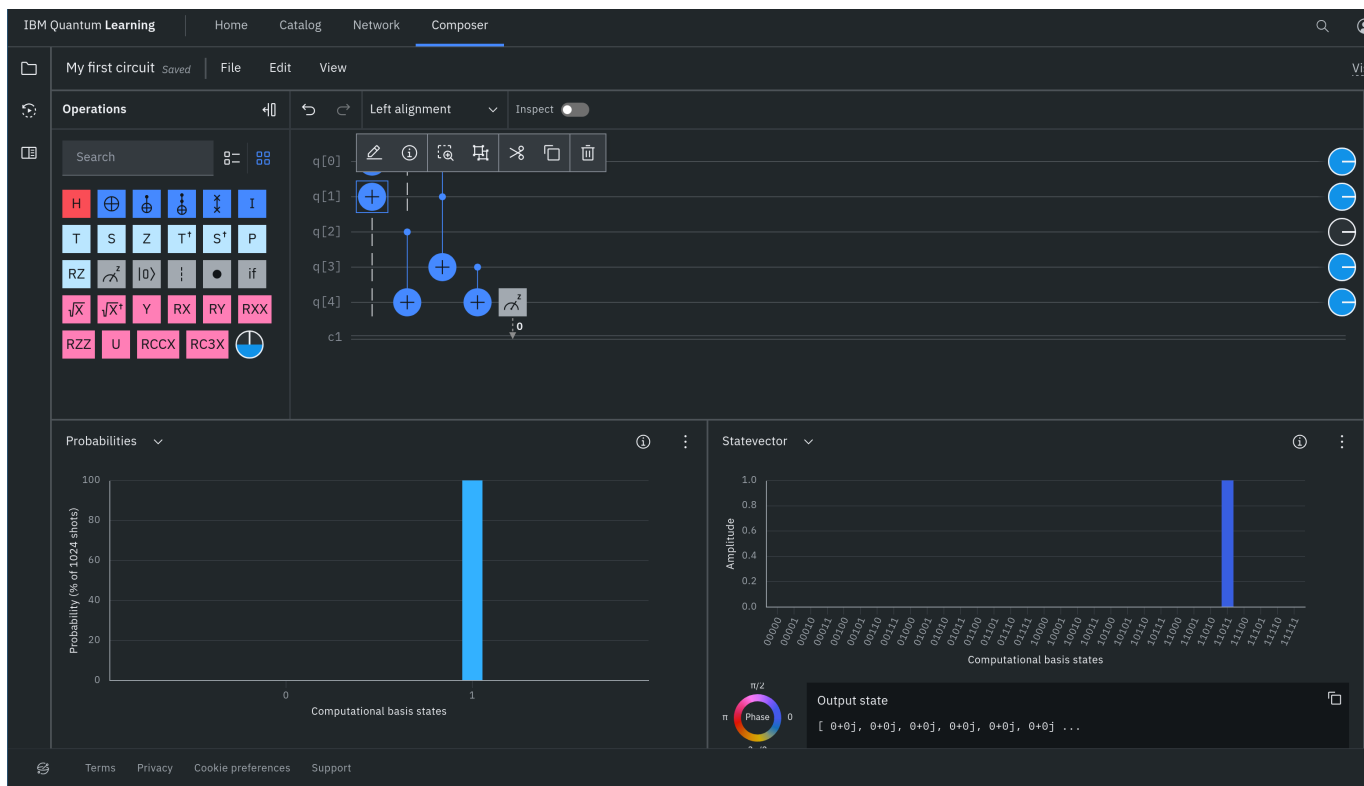 IBM Quantum Learning Home Catalog Network Composer
My first circuit Saved File Edit View
Operations Left alignment Inspect
Search
H I
T S Z T† S† P
RZ z |0⟩ if
√X √X† Y RX RY RXX
RZZ U RCCX RC3X
q[0]
q[1]
q[2]
q[3]
q[4] z
0
c1
Probabilities
100
80
60
40
20
0
Probability (% of 1024 shots)
0 1
Computational basis states
Statevector
1.0
0.8
0.6
0.4
0.2
0.0
Amplitude
00000 00001 00010 00011 00100 00101 00110 00111 01000 01001 01010 01011 01100 01101 01110 01111 10000 10001 10010 10011 10100 10101 10110 10111 11000 11001 11010 11011 11100 11101 11110 11111
Computational basis states
π/2
π Phase 0
Output state
[ 0+0j, 0+0j, 0+0j, 0+0j, 0+0j, 0+0j ...
Terms Privacy Cookie preferences Support